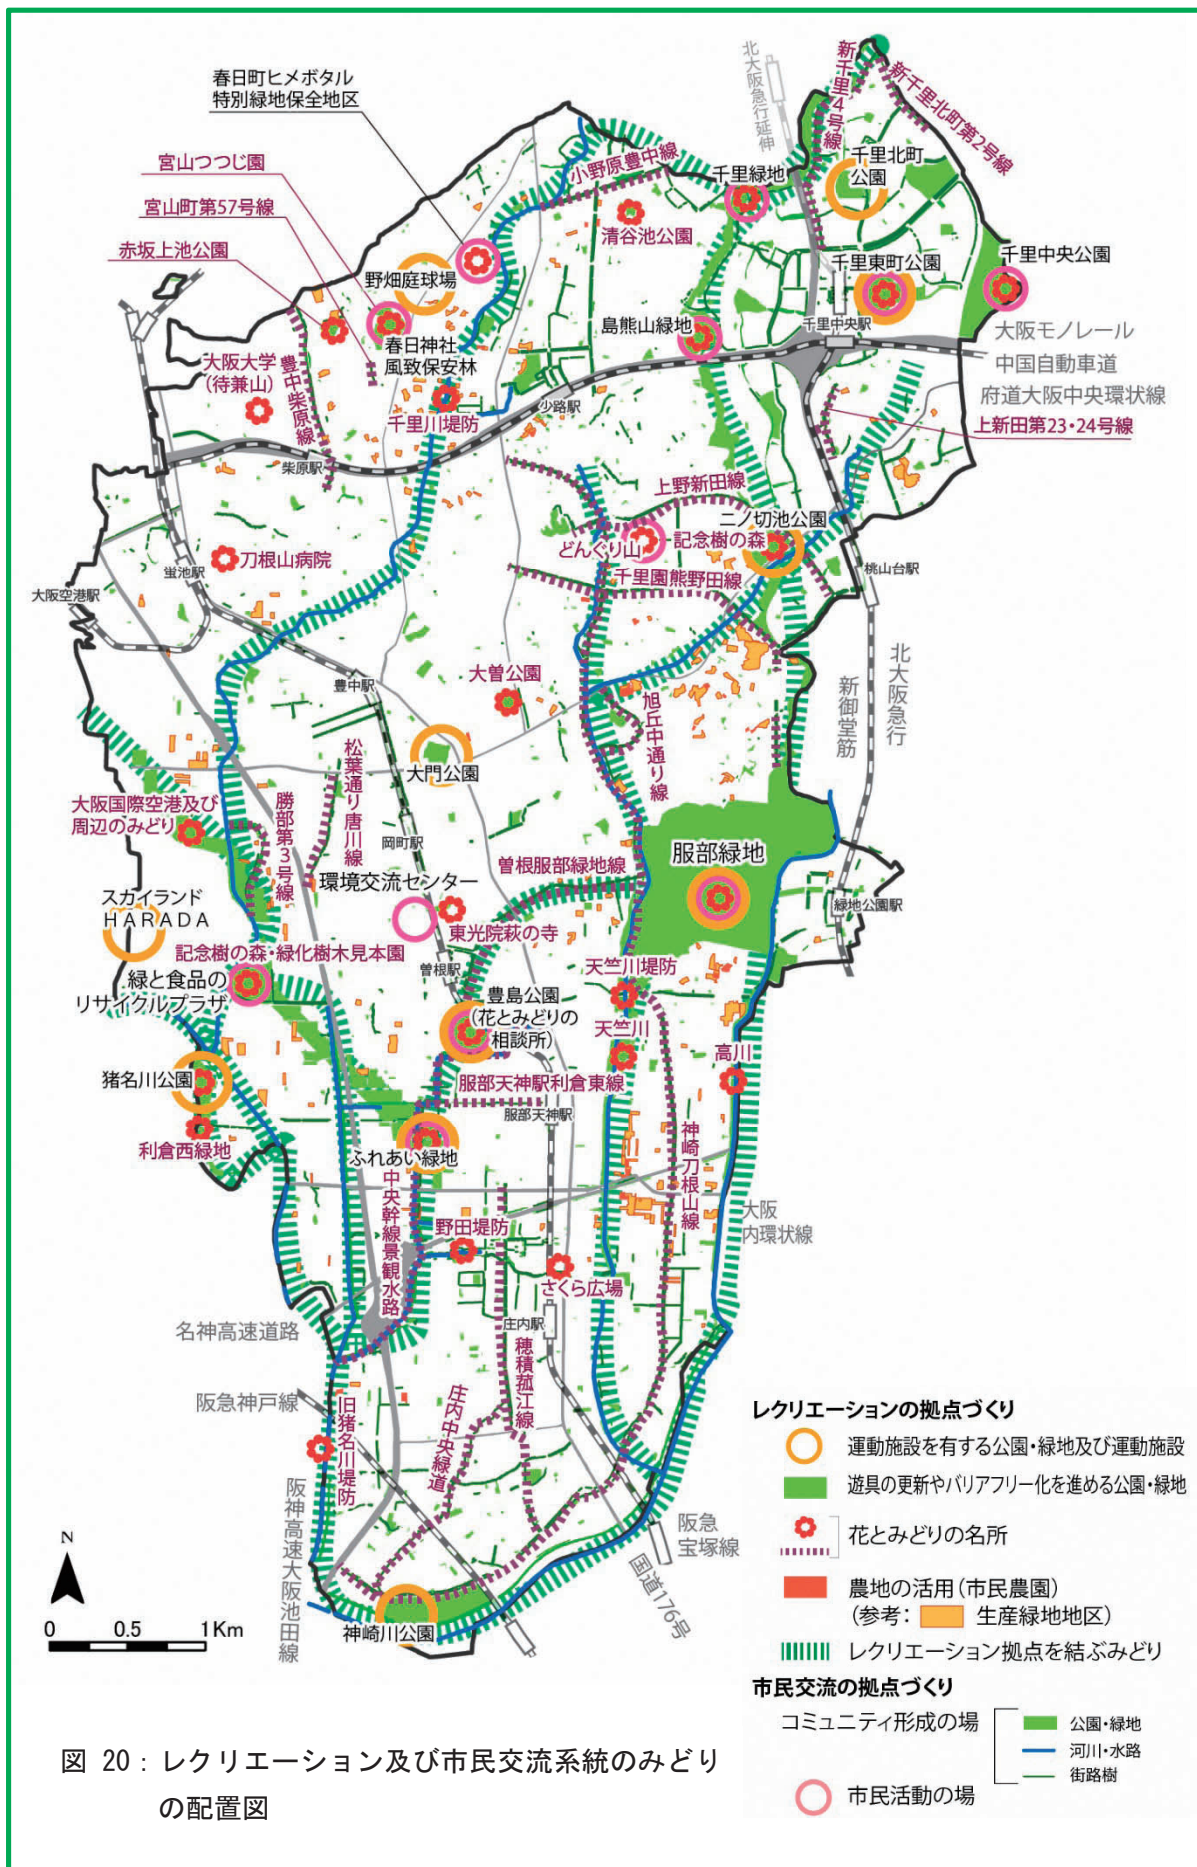 春日町ヒメボタル
特別緑地保全地区
宮山つつじ園
宮山町第57号線
赤坂上池公園
北大阪急行延伸
新千里4号線
新千里北町第2号線
小野原豊中線
千里緑地
千里北町
公園
清谷池公園
野畑庭球場
千里東町公園
千里中央公園
千里中央駅
島熊山緑地
大阪モノレール
中国自動車道
府道大阪中央環状線
上新田第23・24号線
春日神社
風致保安林
大阪大学
(待兼山)
豊中柴原線
千里川堤防
少路駅
柴原駅
上野新田線
二ノ切池公園
どんぐり山
記念樹の森
千里園熊野田線
刀根山病院
蛍池駅
大阪空港駅
桃山台駅
豊中駅
大曽公園
旭丘中通り線
新御堂筋
北大阪急行
松葉通り唐川線
大門公園
大阪国際空港及び
周辺のみどり
勝部第3号線
岡町駅
服部緑地
曽根服部緑地線
緑地公園駅
環境交流センター
スカイランド
HARADA
東光院萩の寺
記念樹の森・緑化樹木見本園
緑と食品の
リサイクルプラザ
曽根駅
豊島公園
(花とみどりの
相談所)
天竺川堤防
天竺川
高川
猪名川公園
服部天神駅利倉東線
服部天神駅
利倉西緑地
ふれあい緑地
神崎刀根山線
中央幹線景観水路
野田堤防
大阪
内環状線
さくら広場
名神高速道路
庄内駅
穂積菰江線
阪急神戸線
庄内中央緑道
旧猪名川堤防
阪神高速大阪池田線
阪急
宝塚線
国道176号
神崎川公園
N
0 0.5 1Km
レクリエーションの拠点づくり
運動施設を有する公園・緑地及び運動施設
遊具の更新やバリアフリー化を進める公園・緑地
花とみどりの名所
農地の活用(市民農園)
(参考: 生産緑地地区)
レクリエーション拠点を結ぶみどり
市民交流の拠点づくり
コミュニティ形成の場
公園・緑地
河川・水路
街路樹
市民活動の場
図 20：レクリエーション及び市民交流系統のみどり
の配置図